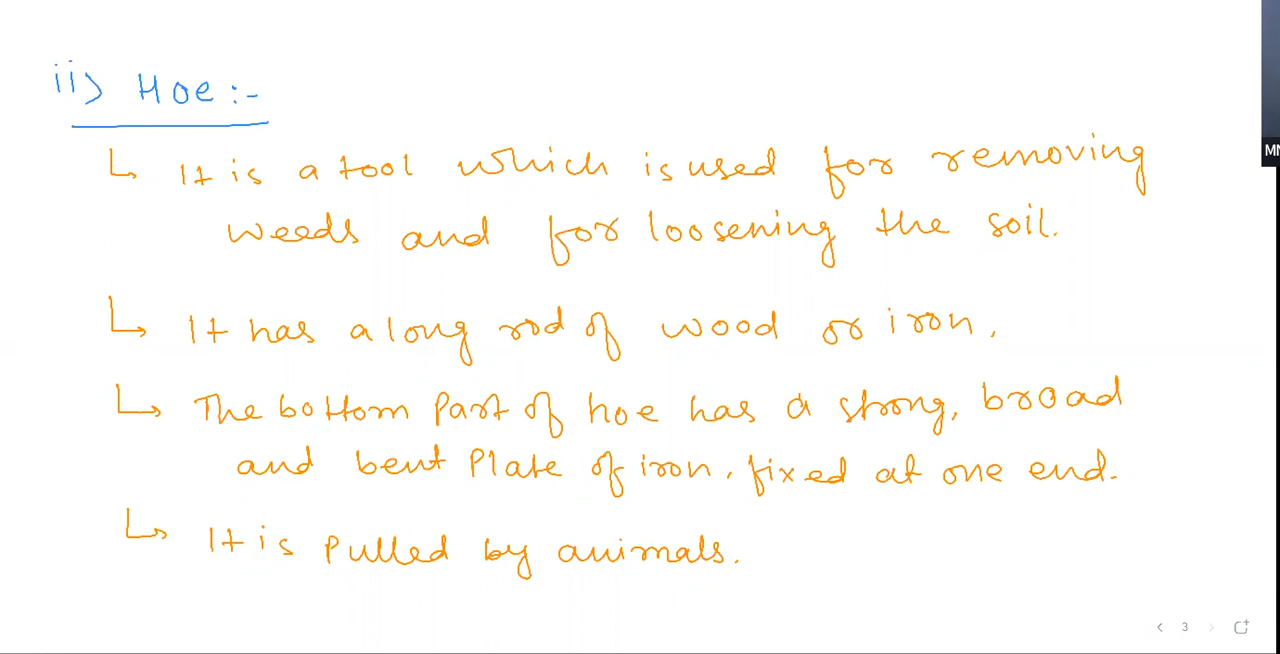 ii) Hoe :-
↳ It is a tool which is used for removing
weeds and for loosening the soil.
↳ It has a long rod of wood or iron.
↳ The bottom part of hoe has a strong, broad
and bent plate of iron, fixed at one end.
↳ It is pulled by animals.
MN
< 3 >